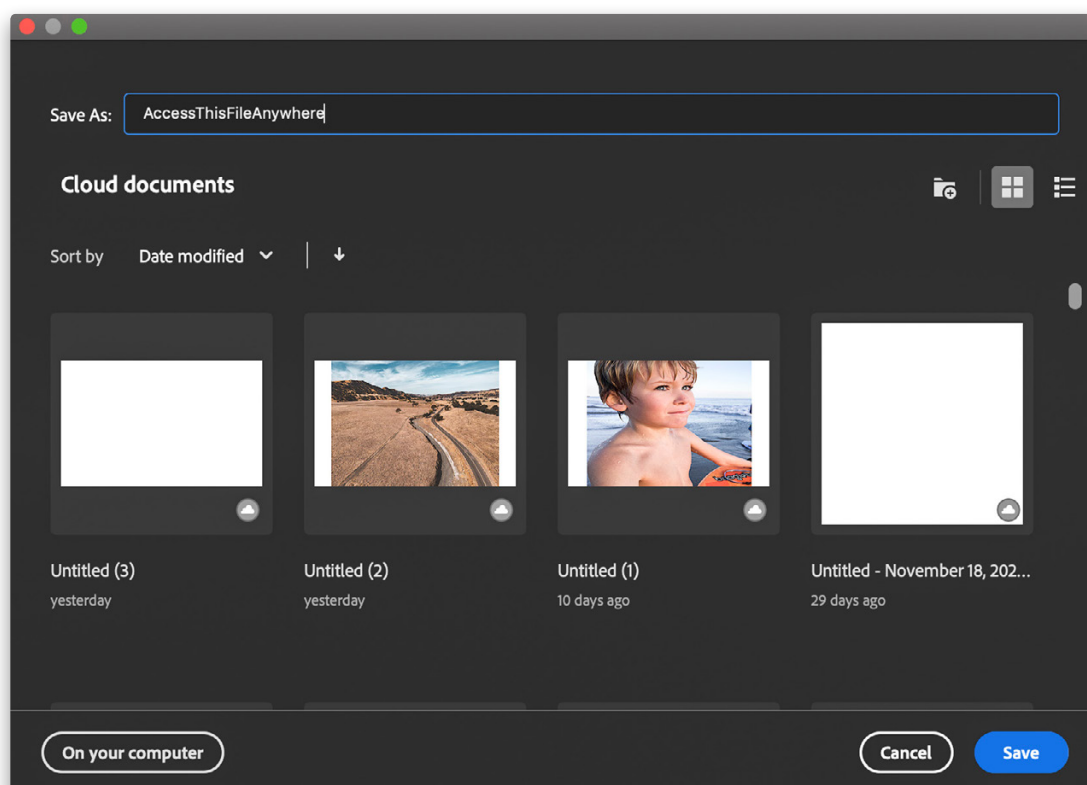 Save As: AccessThisFileAnywhere
Cloud documents
Sort by Date modified
Untitled (3) Untitled (2) Untitled (1) Untitled - November 18, 202...
yesterday yesterday 10 days ago 29 days ago
On your computer Cancel Save